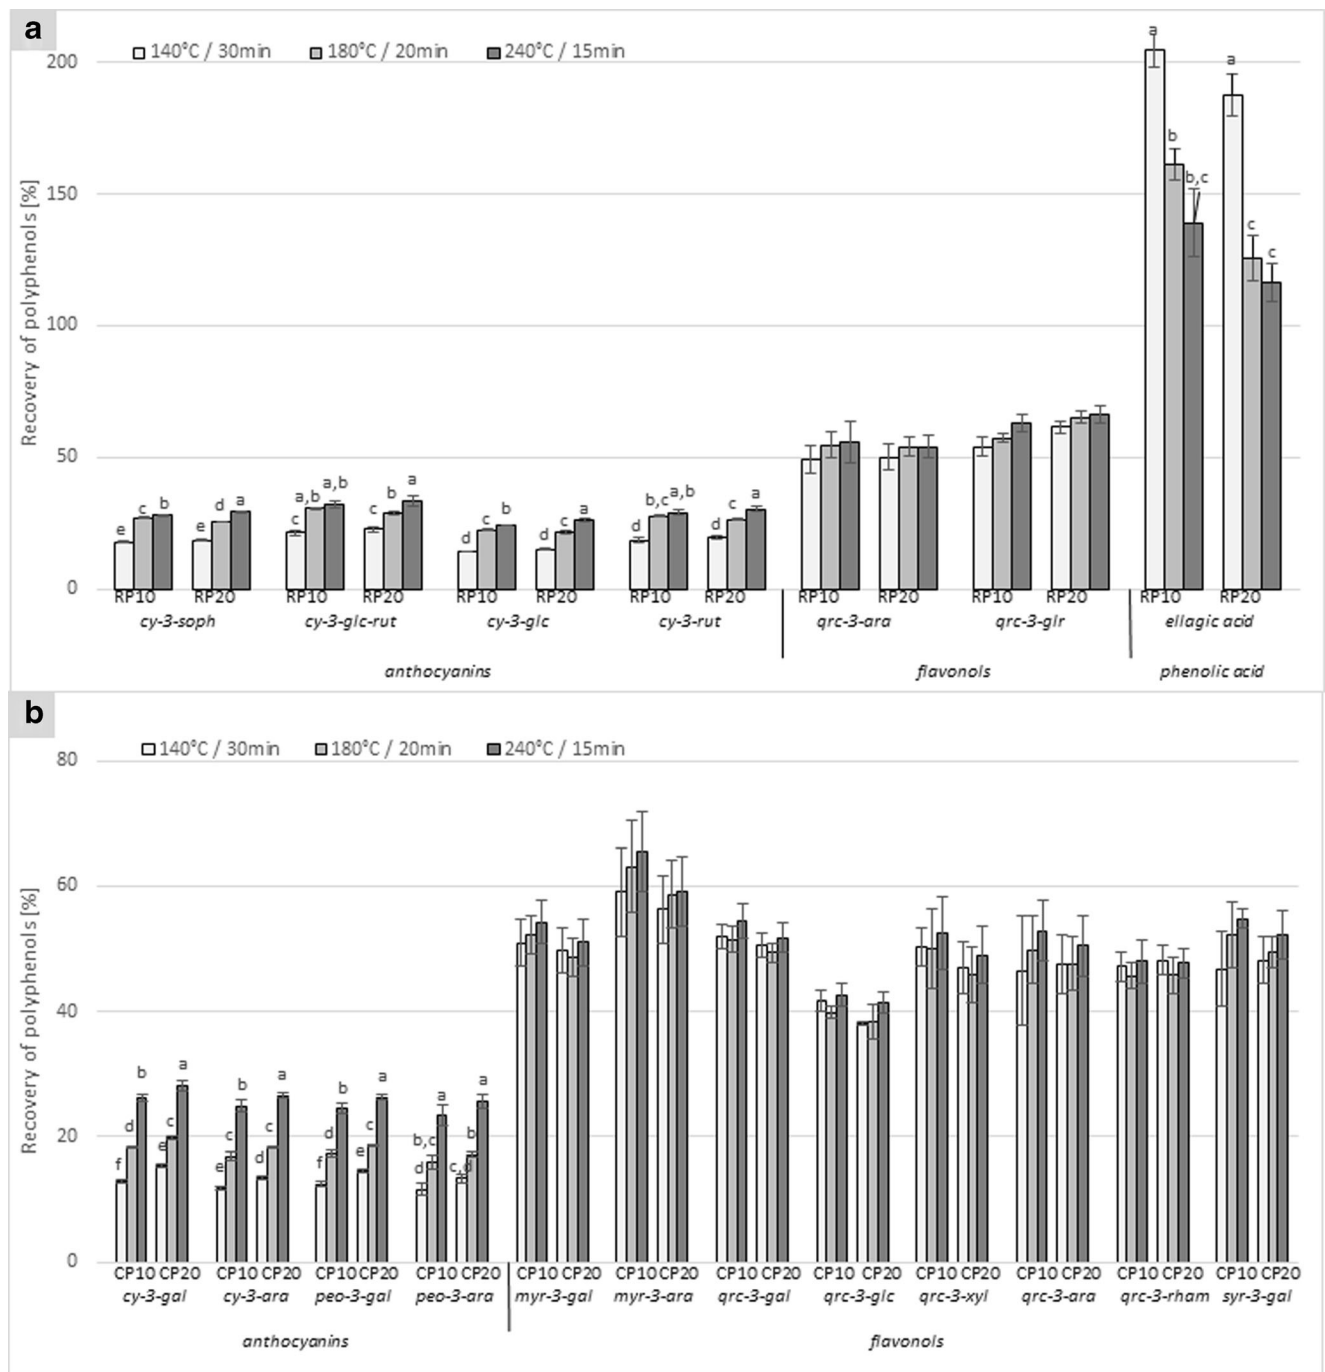 a
140°C / 30min 180°C / 20min 240°C / 15min
Recovery of polyphenols [%]
200
150
100
50
0
e c b e d a c a,b a,b c b a d c b d c a d b,c a,b d c a a b b,c a c c
RP10 RP20 RP10 RP20 RP10 RP20 RP10 RP20 RP10 RP20 RP10 RP20 RP10 RP20
cy-3-soph cy-3-glc-rut cy-3-glc cy-3-rut qrc-3-ara qrc-3-glr ellagic acid
anthocyanins flavonols phenolic acid
b
140°C / 30min 180°C / 20min 240°C / 15min
Recovery of polyphenols [%]
80
60
40
20
0
f d b e c a e c b d c a f d b e c a d b,c a c,d b a
CP10 CP20 CP10 CP20 CP10 CP20 CP10 CP20 CP10 CP20 CP10 CP20 CP10 CP20 CP10 CP20 CP10 CP20 CP10 CP20 CP10 CP20 CP10 CP20
cy-3-gal cy-3-ara peo-3-gal peo-3-ara myr-3-gal myr-3-ara qrc-3-gal qrc-3-glc qrc-3-xyl qrc-3-ara qrc-3-rham syr-3-gal
anthocyanins flavonols